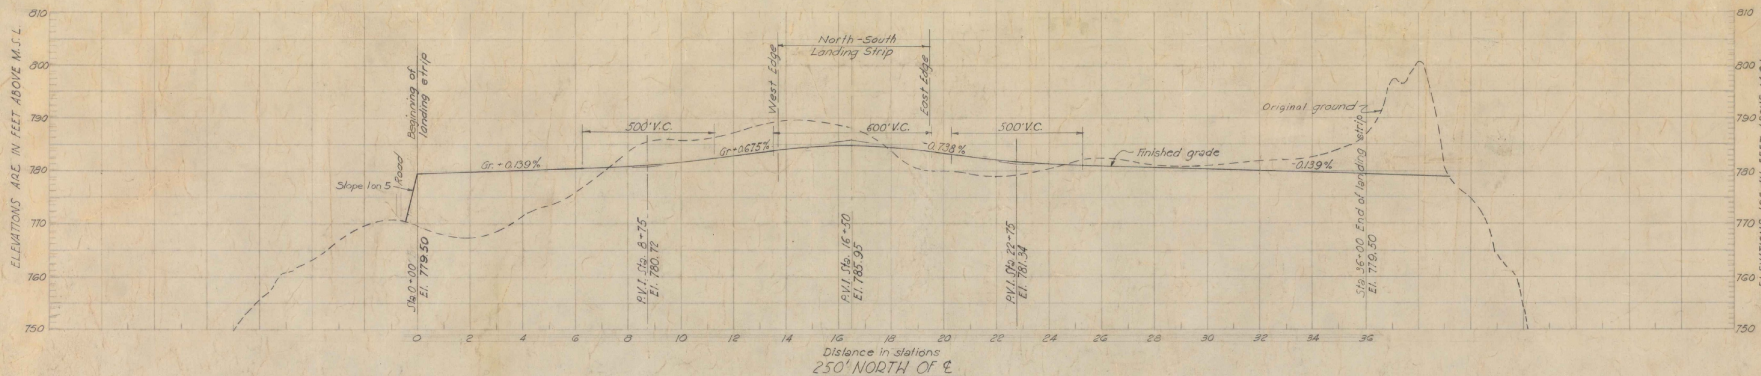 810
800
790
780
770
760
750
ELEVATIONS ARE IN FEET ABOVE M.S.L
Beginning of
landing strip
Road
Slope 1 on 5
Sta 0+00
El. 779.50
Gr. +0.139%
500' V.C.
P.V.I. Sta. 8+75
El. 780.72
Gr. +0.675%
West Edge
North-South
Landing Strip
East Edge
600' V.C.
P.V.I. Sta. 16+50
El. 785.95
-0.738%
500' V.C.
P.V.I. Sta. 22+75
El. 781.34
Finished grade
-0.139%
Original ground
Sta. 36+00 End of landing strip
El. 779.50
810
800
790
780
770
760
750
0 2 4 6 8 10 12 14 16 18 20 22 24 26 28 30 32 34 36
Distance in stations
250' NORTH OF ℄